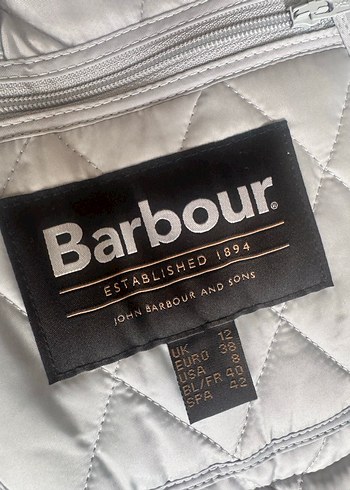 Barbour®
ESTABLISHED 1894
JOHN BARBOUR AND SONS
UK 12
EURO 38
USA 8
BL/FR 40
SPA 42